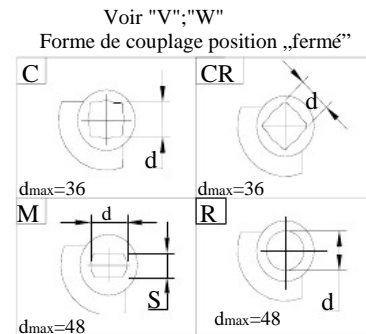 Voir "V";"W"
Forme de couplage position „fermé”
C
CR
d
d
dmax=36
dmax=36
M
d
R
S
d
dmax=48
dmax=48